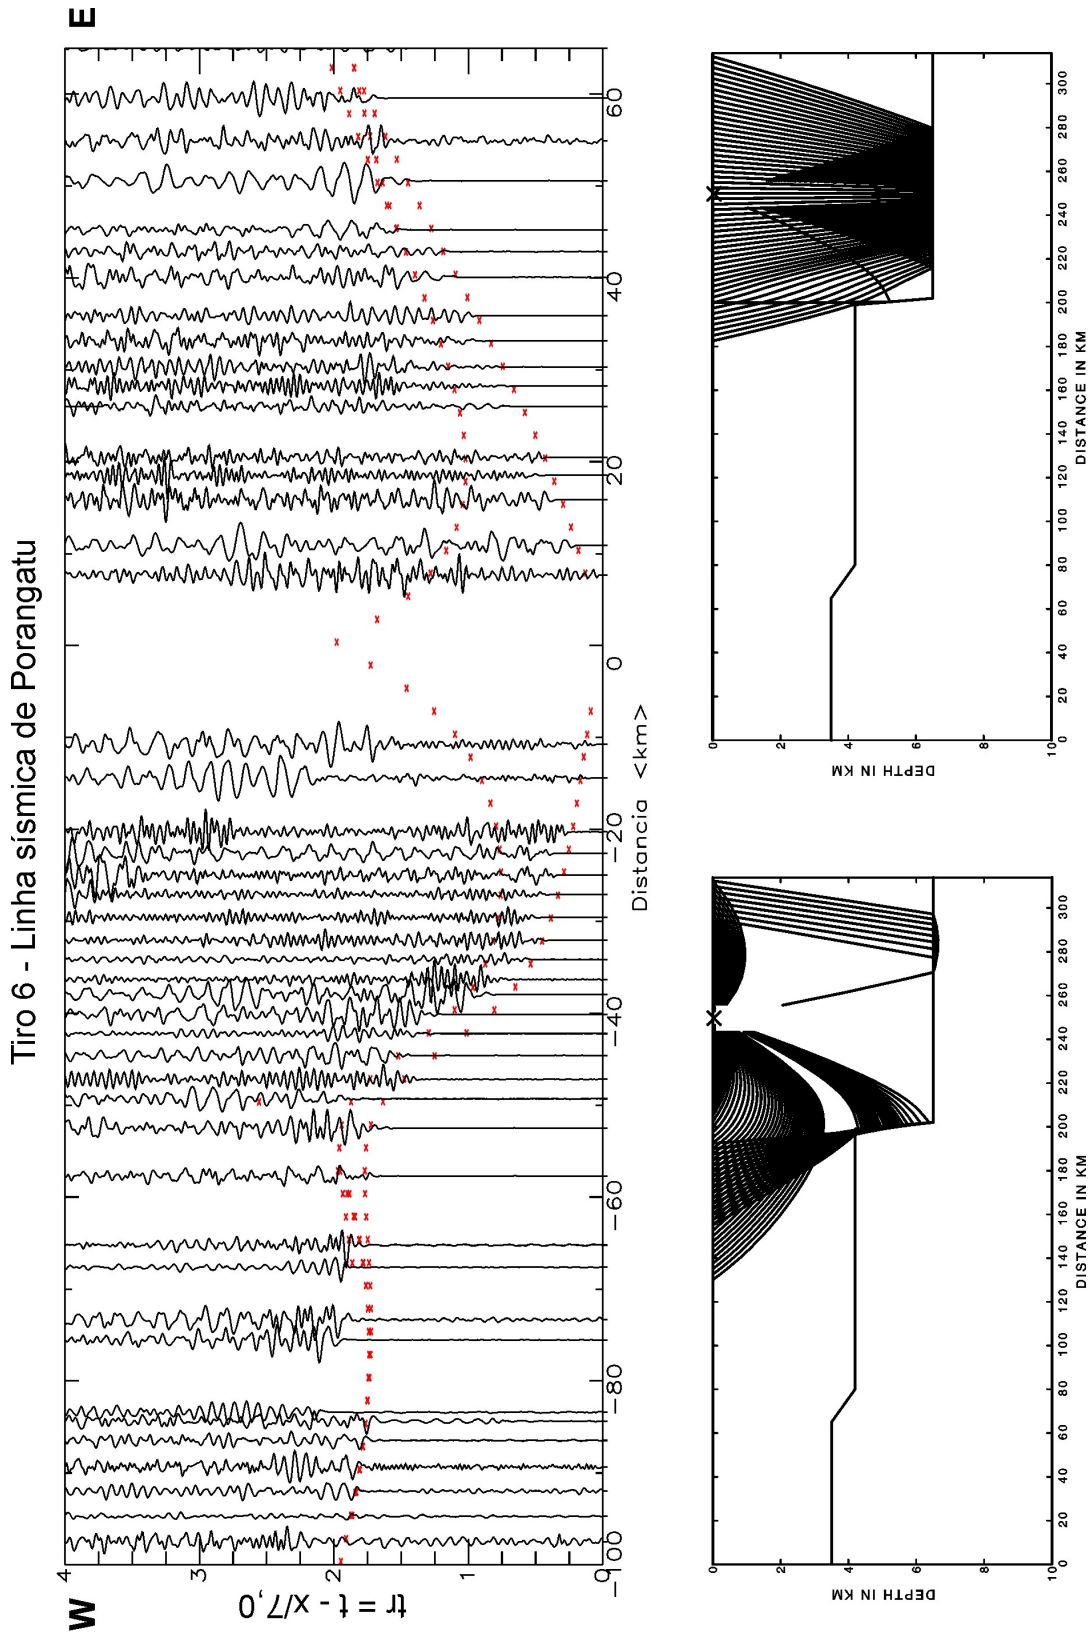 Tiro 6 - Linha sísmica de Porangatu
W E
tr = t - x/7,0
4
3
2
1
0
-100 -80 -60 -40 -20 0 20 40 60
Distancia <km>
DEPTH IN KM
0
2
4
6
8
10
0 20 40 60 80 100 120 140 160 180 200 220 240 260 280 300
DISTANCE IN KM
DEPTH IN KM
0
2
4
6
8
10
0 20 40 60 80 100 120 140 160 180 200 220 240 260 280 300
DISTANCE IN KM